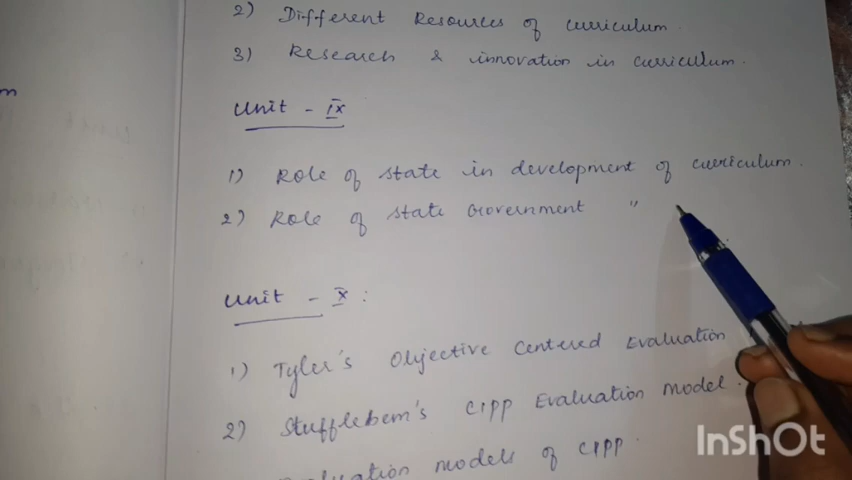 m
2) Different Resources of curriculum.
3) Research & innovation in curriculum.
Unit - IX
1) Role of state in development of curriculum.
2) Role of state Government "
Unit - X :
1) Tyler's Objective Centered Evaluation
2) Stufflebem's CIPP Evaluation Model.
Evaluation models of CIPP.
InShOt